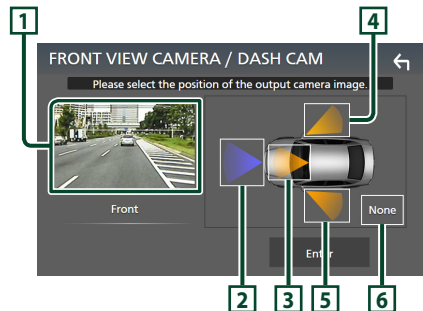 1
4
FRONT VIEW CAMERA / DASH CAM
Please select the position of the output camera image.
Front
None
Enter
2
3
5
6